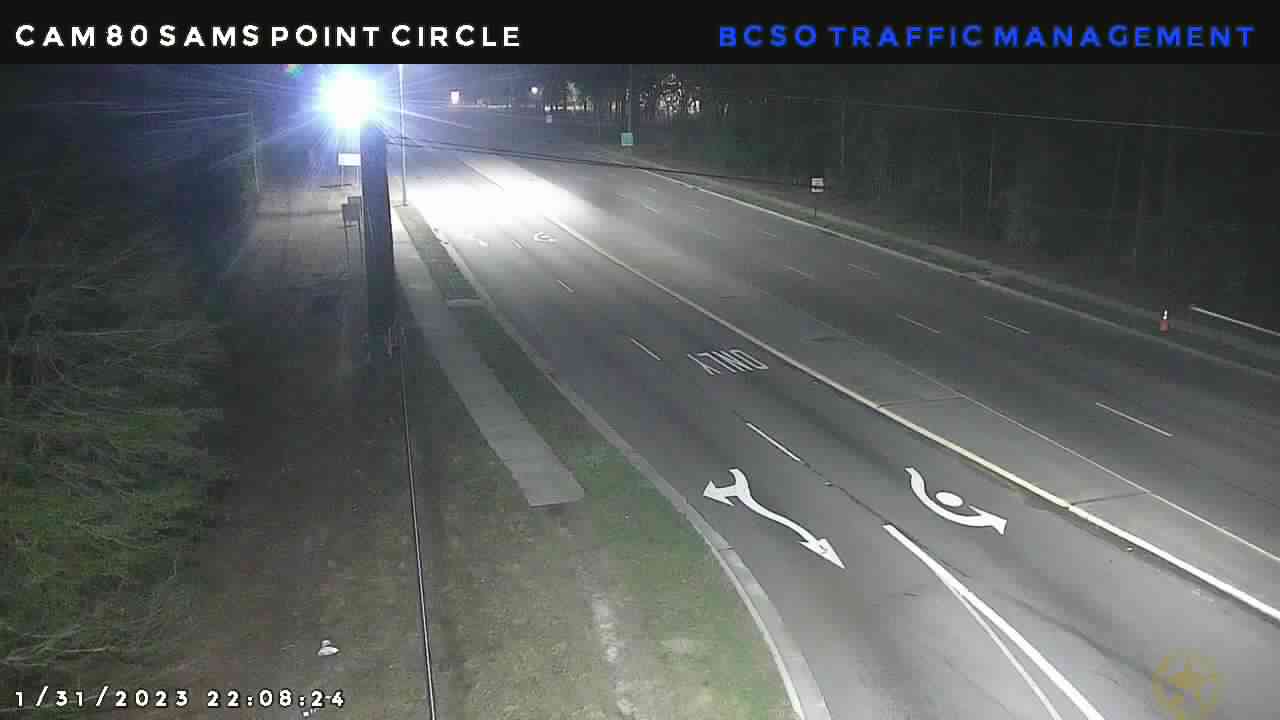 CAM 80 SAMS POINT CIRCLE
BCSO TRAFFIC MANAGEMENT
ONLY
1/31/2023 22:08:24